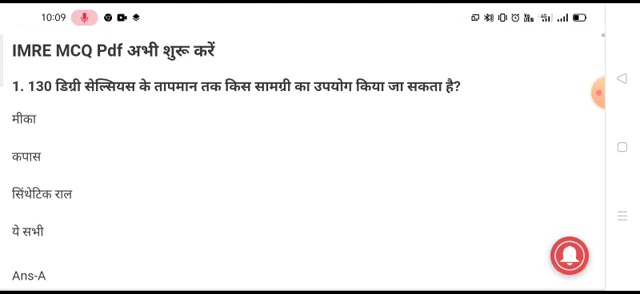 10:09
IMRE MCQ Pdf अभी शुरू करें
1. 130 डिग्री सेल्सियस के तापमान तक किस सामग्री का उपयोग किया जा सकता है?
मीका
कपास
सिंथेटिक राल
ये सभी
Ans-A